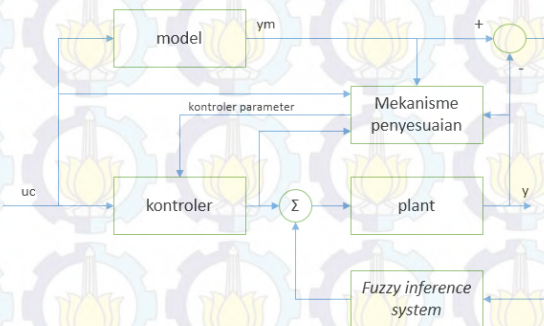 model
ym
+
-
Mekanisme
penyesuaian
kontroler parameter
uc
kontroler
Σ
plant
y
Fuzzy inference
system